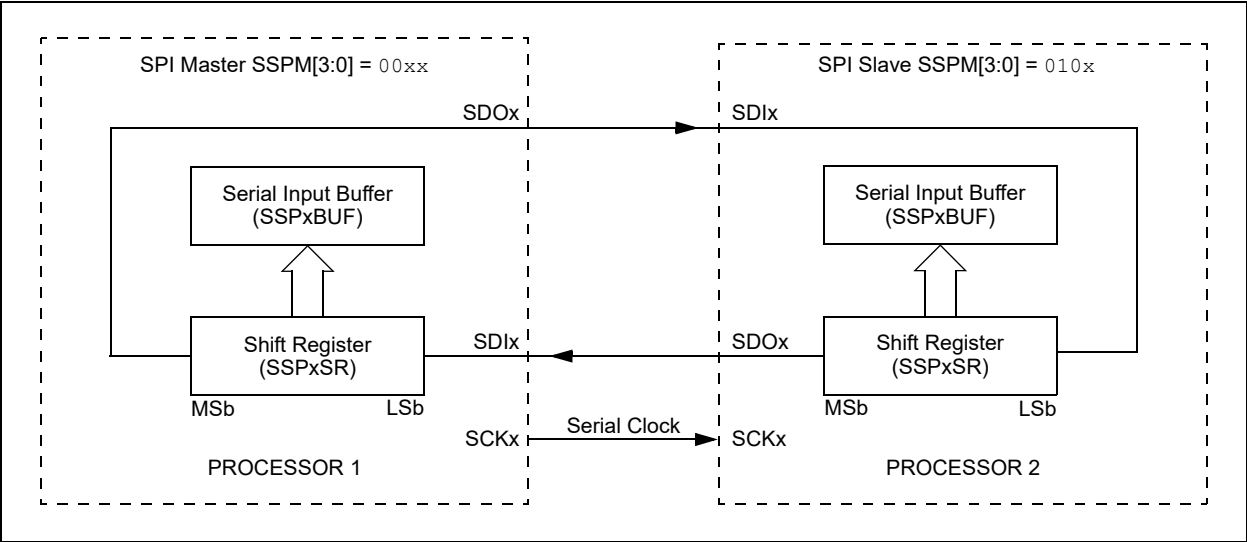 SPI Master SSPM[3:0] = 00xx
SPI Slave SSPM[3:0] = 010x
SDOx
SDIx
Serial Input Buffer
(SSPxBUF)
Serial Input Buffer
(SSPxBUF)
Shift Register
(SSPxSR)
SDIx
SDOx
Shift Register
(SSPxSR)
MSb
LSb
MSb
LSb
SCKx
Serial Clock
SCKx
PROCESSOR 1
PROCESSOR 2